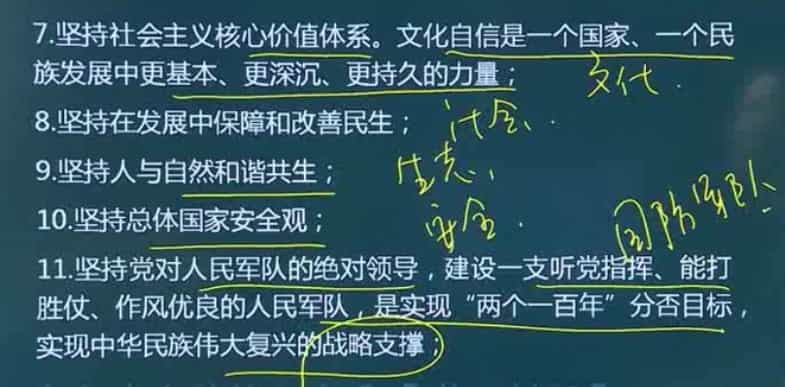 7.坚持社会主义核心价值体系。文化自信是一个国家、一个民
族发展中更基本、更深沉、更持久的力量；
文化.
8.坚持在发展中保障和改善民生；
社会、.
9.坚持人与自然和谐共生；
生态、
10.坚持总体国家安全观；
安全.
国防军队
11.坚持党对人民军队的绝对领导，建设一支听党指挥、能打
胜仗、作风优良的人民军队，是实现“两个一百年”分否目标，
实现中华民族伟大复兴的战略支撑；